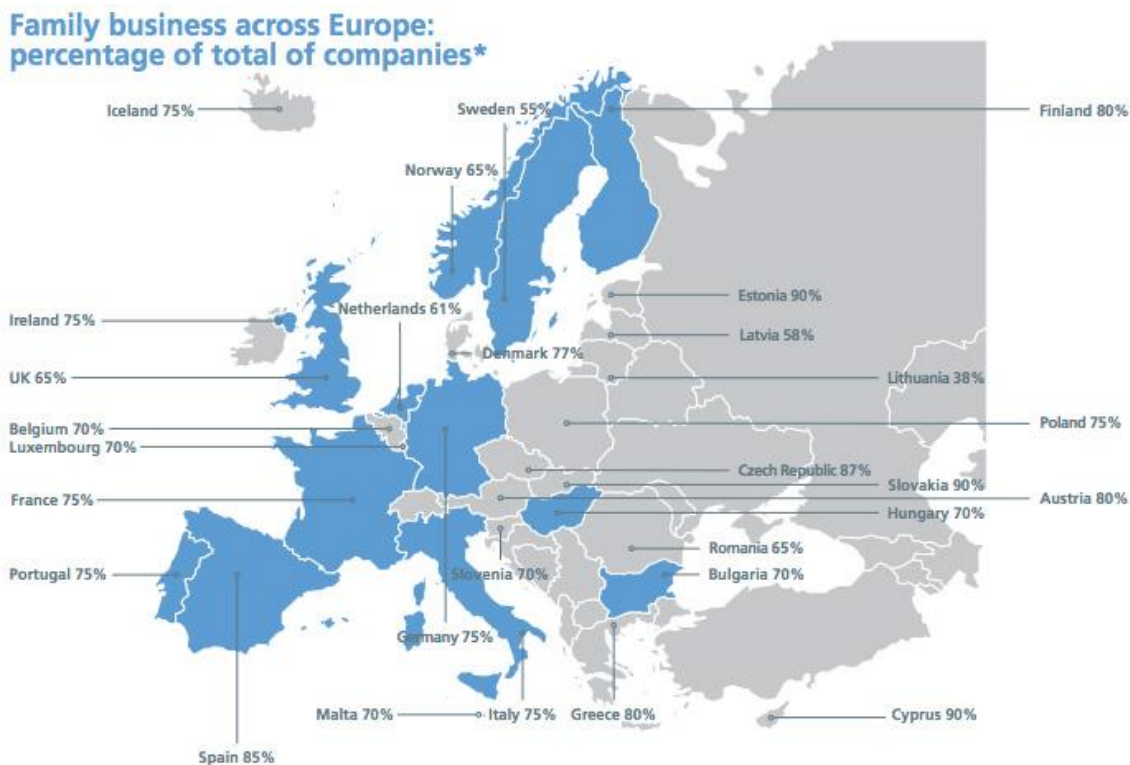 Family business across Europe:
percentage of total of companies*
Iceland 75%
Sweden 55%
Finland 80%
Norway 65%
Netherlands 61%
Estonia 90%
Ireland 75%
Latvia 58%
Denmark 77%
UK 65%
Lithuania 38%
Belgium 70%
Poland 75%
Luxembourg 70%
Czech Republic 87%
Slovakia 90%
France 75%
Austria 80%
Hungary 70%
Romania 65%
Portugal 75%
Slovenia 70%
Bulgaria 70%
Germany 75%
Malta 70%
Italy 75%
Greece 80%
Cyprus 90%
Spain 85%